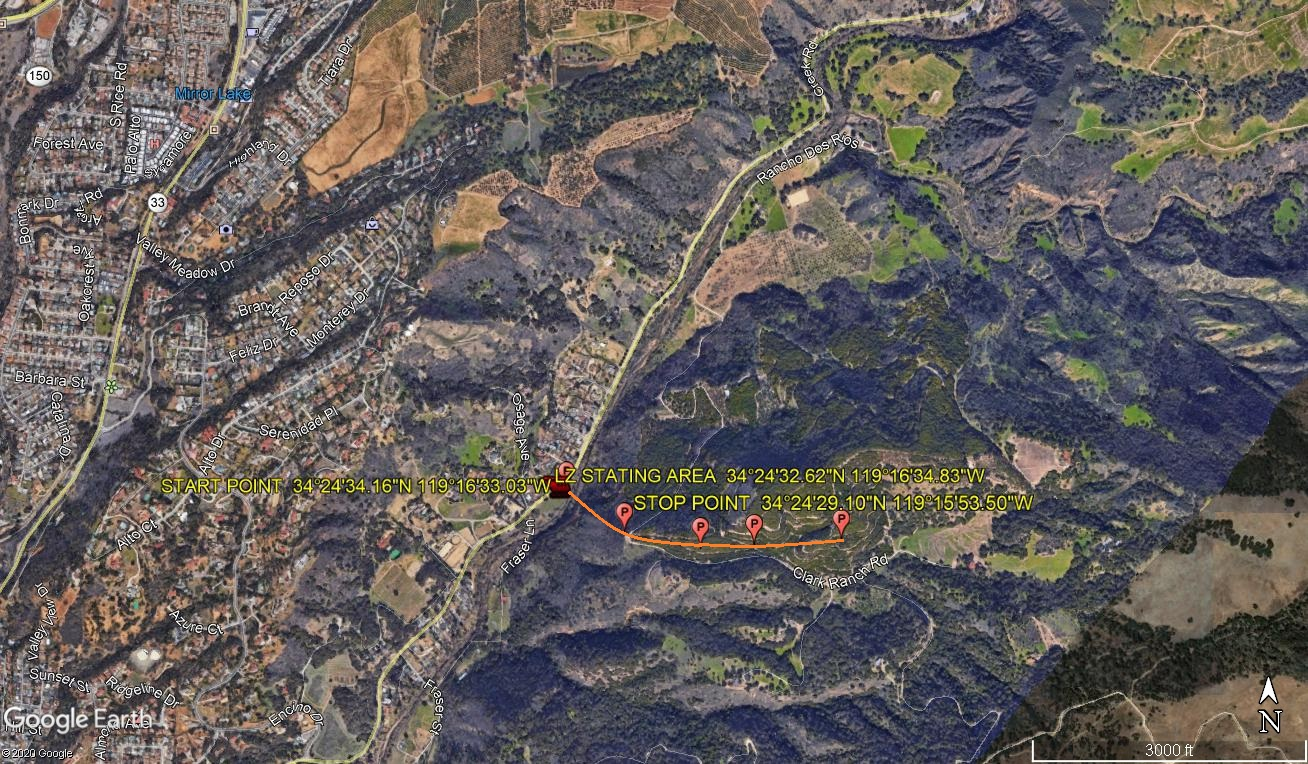 Creek Rd
Tiara Dr
150
S Rice Rd
Mirror Lake
Palo Alto
Forest Ave
H
Highland Dr
Rancho Dos Rios
33
Valley Meadow Dr
Oakcrest Ave
Reposo Dr
Monterey Dr
Feliz Dr
Barbara St
Catalina Dr
Serenidad Pl
Osage Ave
Alto Dr
LZ STATING AREA  34°24'32.62"N 119°16'34.83"W
START POINT  34°24'34.16"N 119°16'33.03"W
STOP POINT  34°24'29.10"N 119°15'53.50"W
P
P
P
P
Alto Ct
Fraser Ln
Clark Ranch Rd
Azure Ct
Valley View Dr
Sunset St
Ridgeline Dr
Encino Dr
Fraser St
Google Earth
© 2020 Google
N
3000 ft